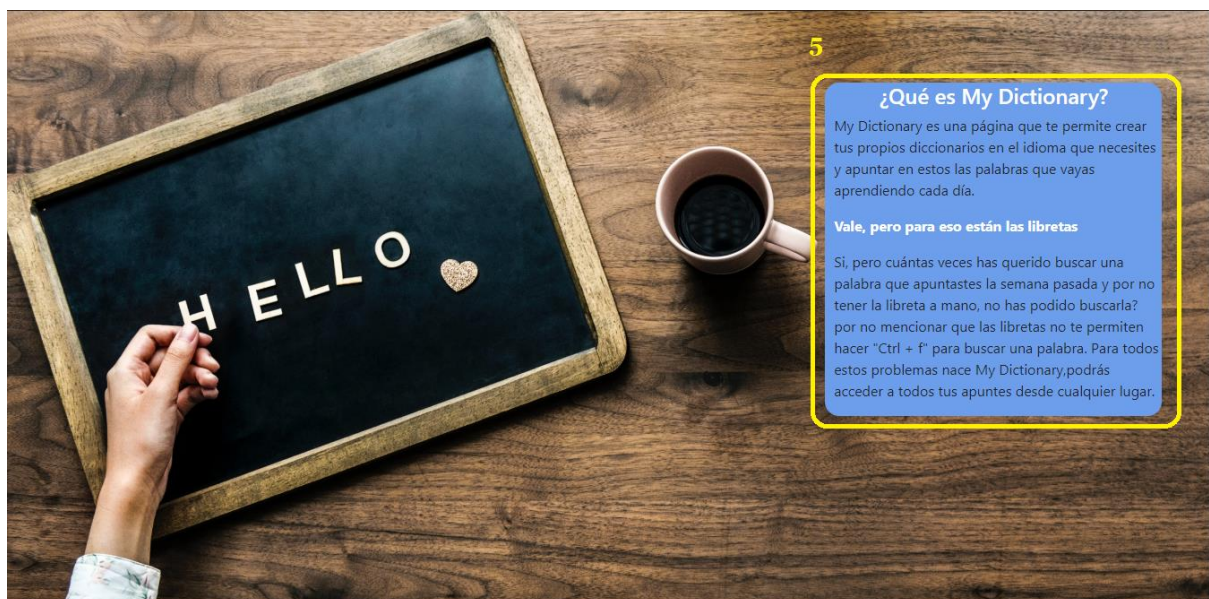 HELLO
5
¿Qué es My Dictionary?
My Dictionary es una página que te permite crear
tus propios diccionarios en el idioma que necesites
y apuntar en estos las palabras que vayas
aprendiendo cada día.
Vale, pero para eso están las libretas
Si, pero cuántas veces has querido buscar una
palabra que apuntastes la semana pasada y por no
tener la libreta a mano, no has podido buscarla?
por no mencionar que las libretas no te permiten
hacer "Ctrl + f" para buscar una palabra. Para todos
estos problemas nace My Dictionary,podrás
acceder a todos tus apuntes desde cualquier lugar.